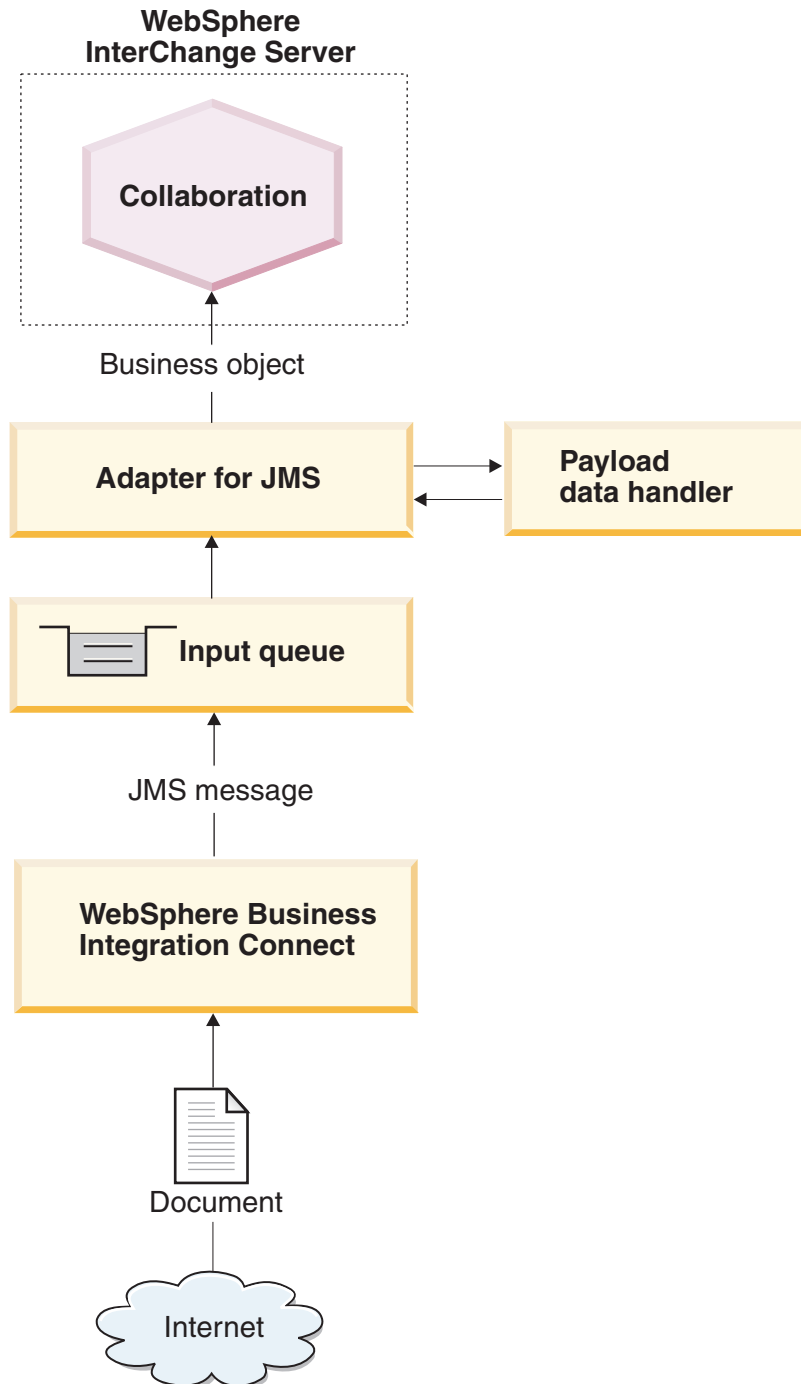 WebSphere
InterChange Server
Collaboration
Business object
Adapter for JMS
Payload
data handler
Input queue
JMS message
WebSphere Business
Integration Connect
Document
Internet